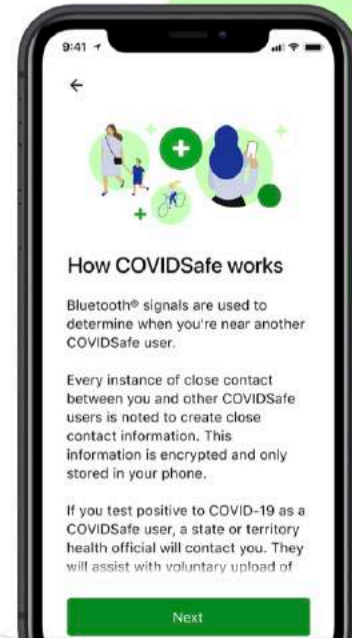 9:41
How COVIDSafe works
Bluetooth® signals are used to
determine when you're near another
COVIDSafe user.
Every instance of close contact
between you and other COVIDSafe
users is noted to create close
contact information. This
information is encrypted and only
stored in your phone.
If you test positive to COVID-19 as a
COVIDSafe user, a state or territory
health official will contact you. They
will assist with voluntary upload of
Next